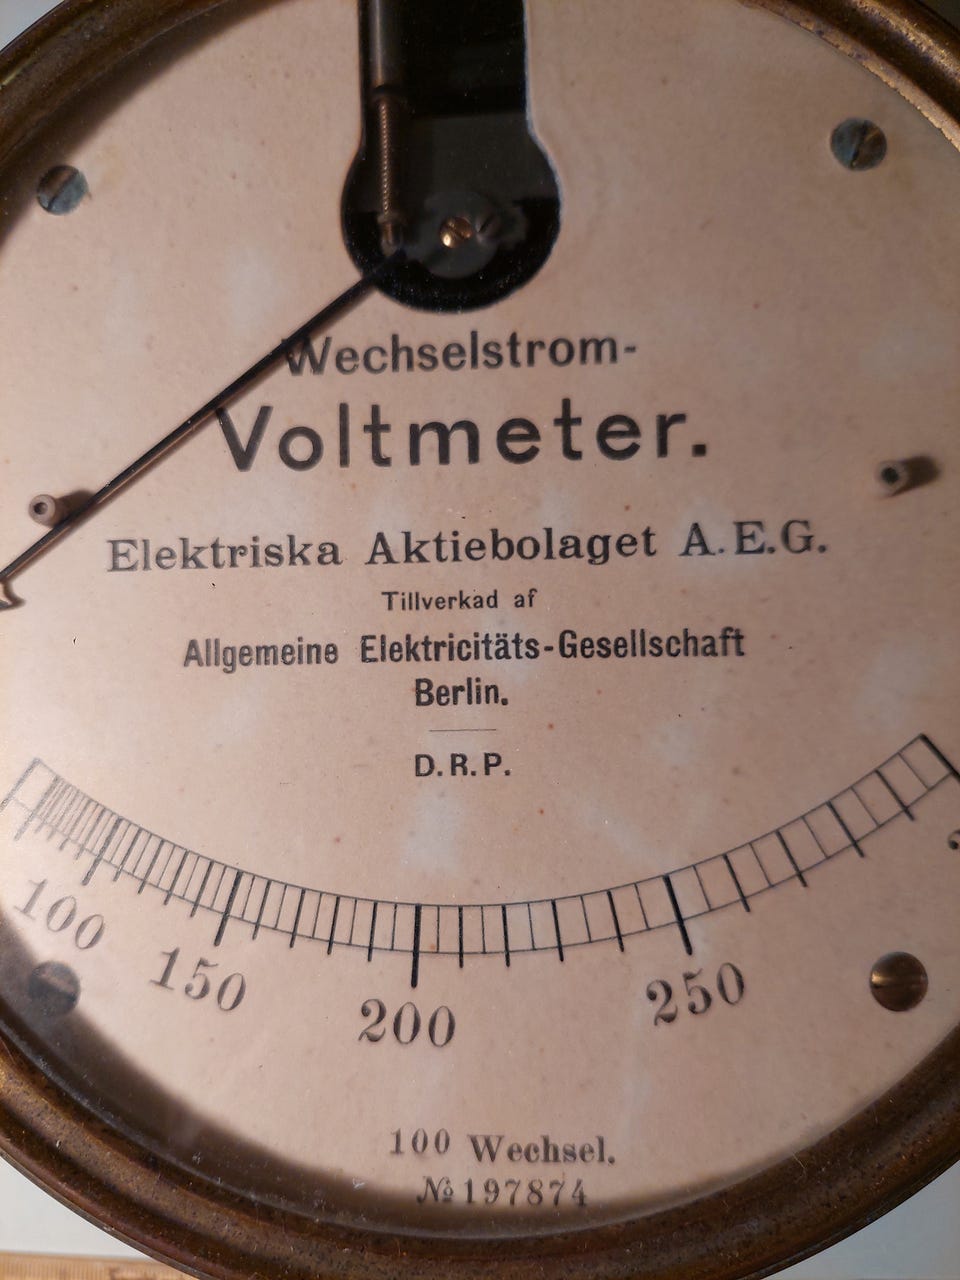 Wechselstrom-
Voltmeter.
Elektriska Aktiebolaget A.E.G.
Tillverkad af
Allgemeine Elektricitäts-Gesellschaft
Berlin.
D.R.P.
100 150 200 250
100 Wechsel.
№ 197874